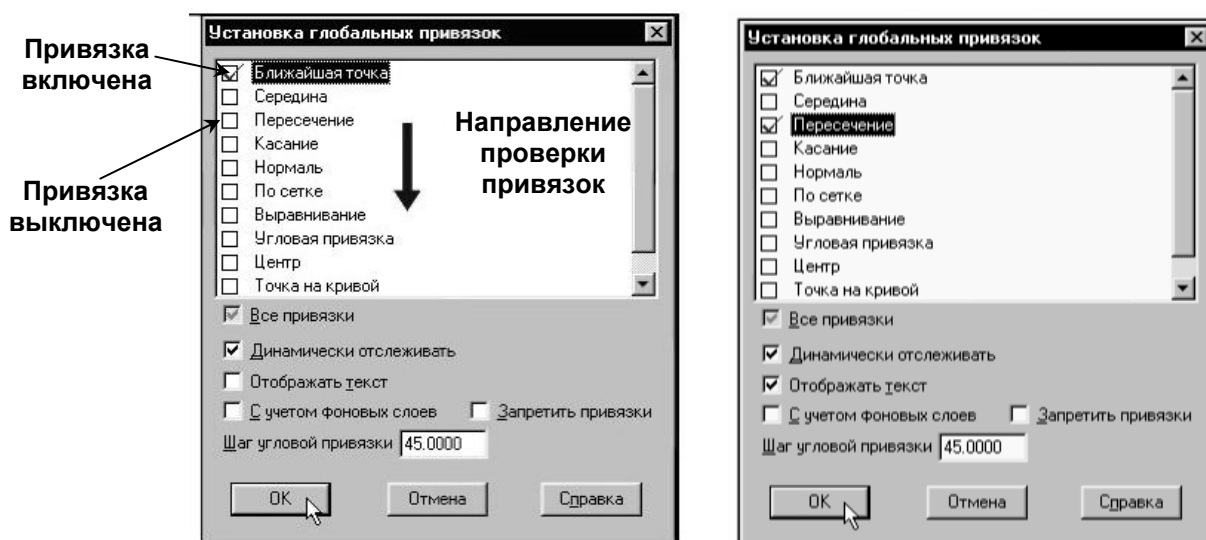 Привязка
включена
Привязка
выключена
Установка глобальных привязок
Ближайшая точка
Середина
Пересечение
Касание
Нормаль
По сетке
Выравнивание
Угловая привязка
Центр
Точка на кривой
Направление
проверки
привязок
Все привязки
Динамически отслеживать
Отображать текст
С учетом фоновых слоев Запретить привязки
Шаг угловой привязки 45.0000
OK Отмена Справка
Установка глобальных привязок
Ближайшая точка
Середина
Пересечение
Касание
Нормаль
По сетке
Выравнивание
Угловая привязка
Центр
Точка на кривой
Все привязки
Динамически отслеживать
Отображать текст
С учетом фоновых слоев Запретить привязки
Шаг угловой привязки 45.0000
OK Отмена Справка